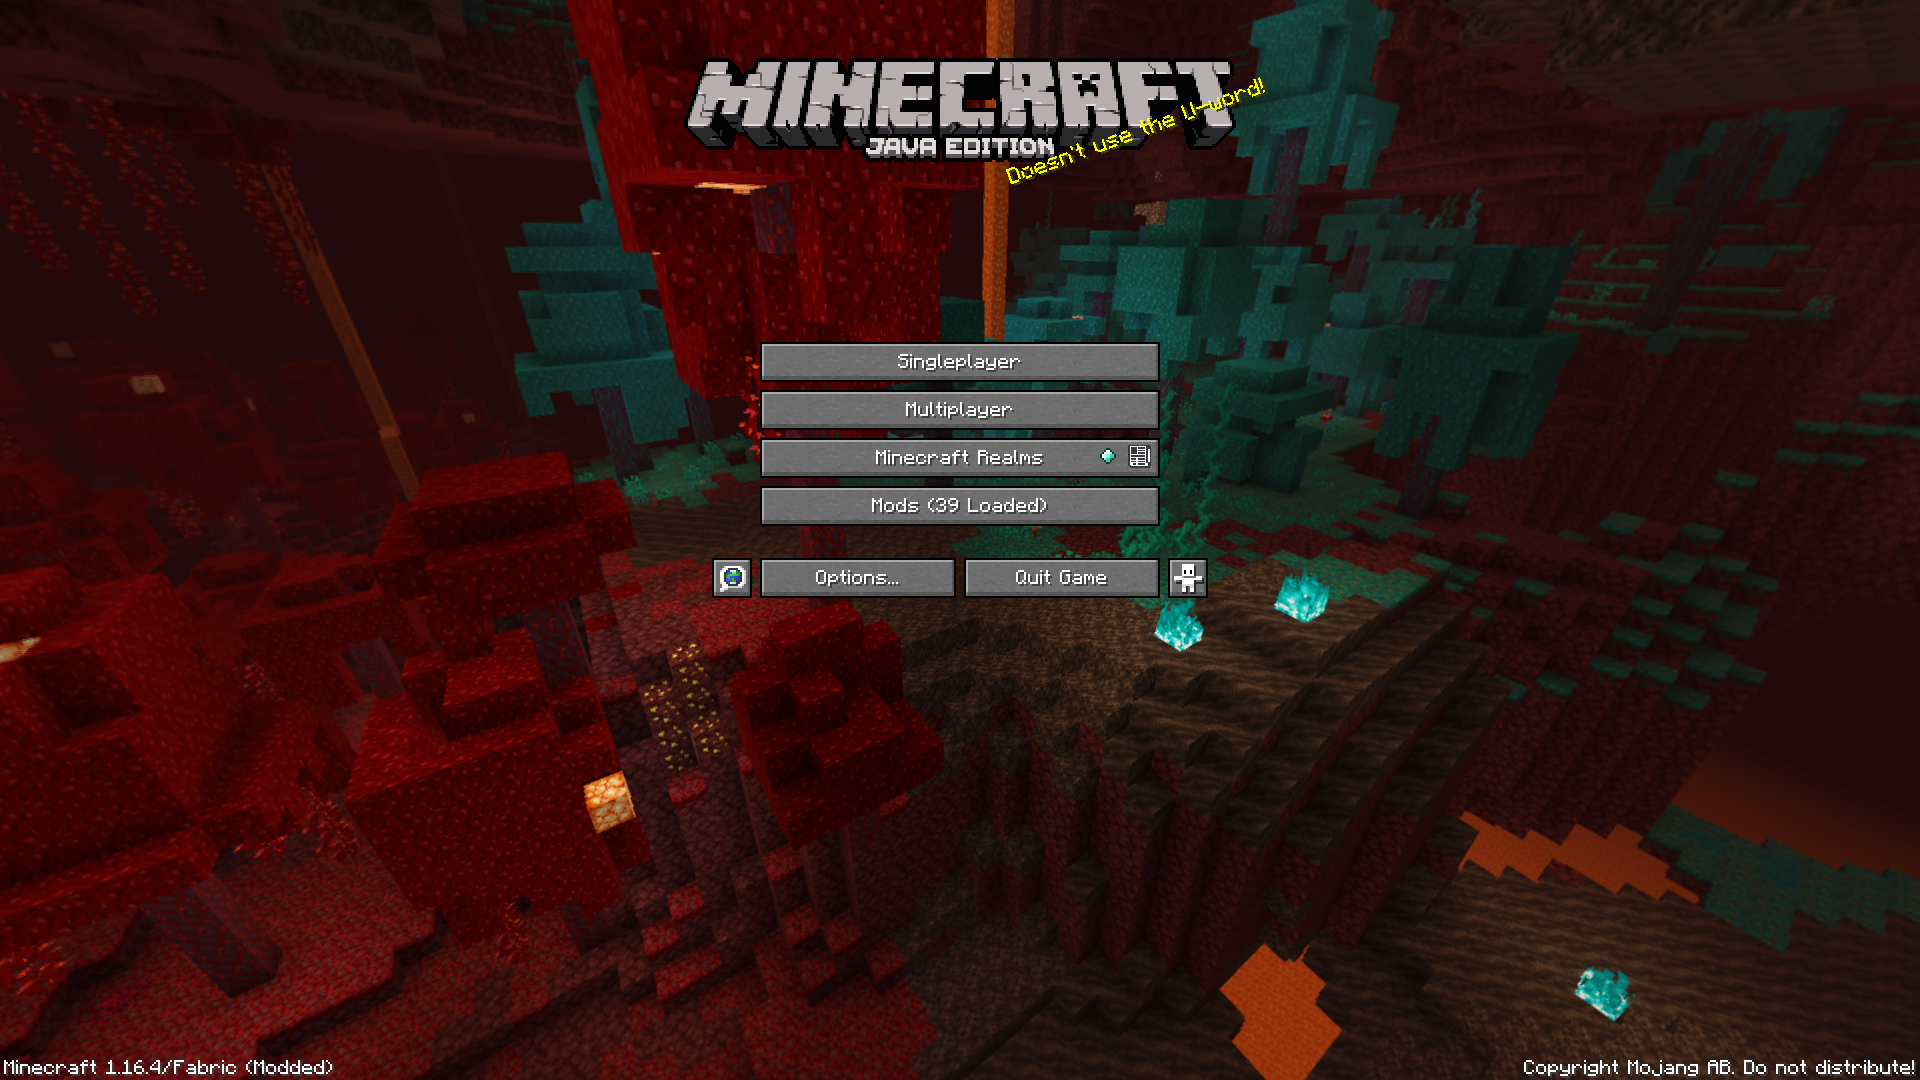 MINECRAFT
JAVA EDITION
Doesn't use the U-word!
Singleplayer
Multiplayer
Minecraft Realms
Mods (39 Loaded)
Options...
Quit Game
Minecraft 1.16.4/Fabric (Modded)
Copyright Mojang AB. Do not distribute!